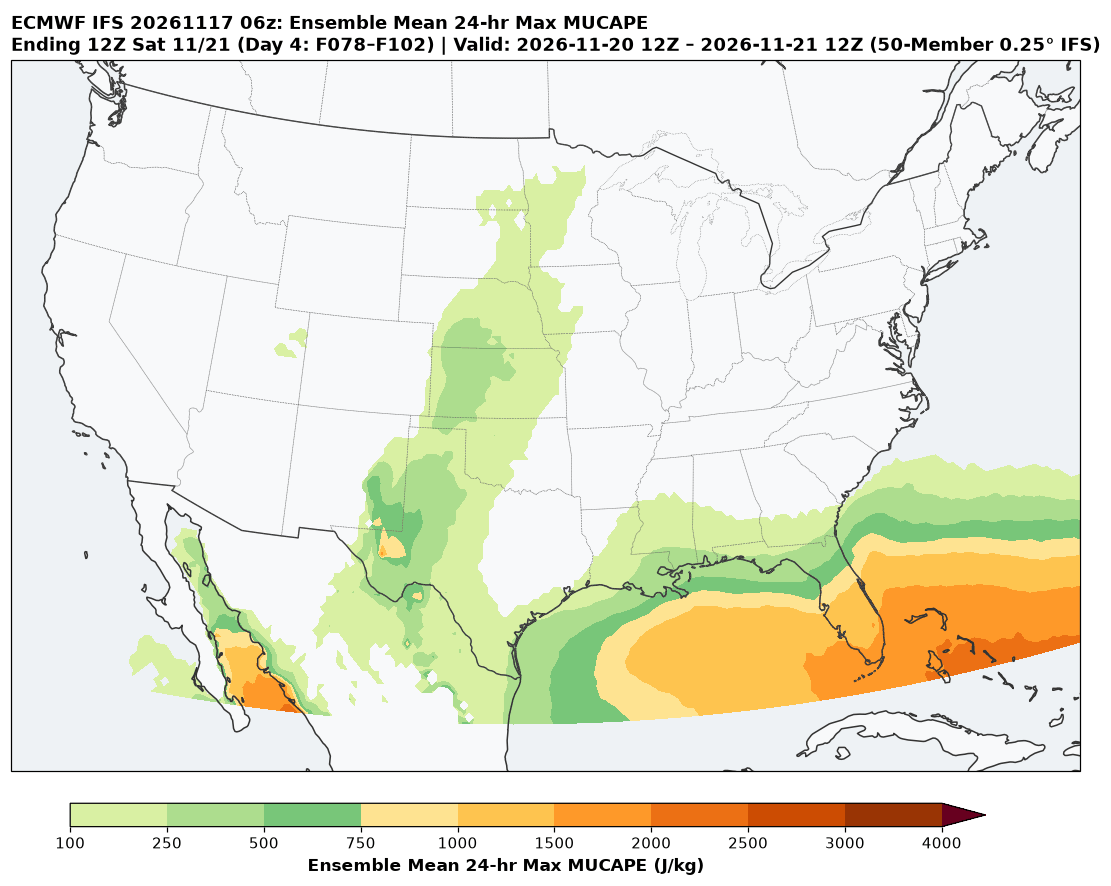 ECMWF IFS 20261117 06z: Ensemble Mean 24-hr Max MUCAPE
Ending 12Z Sat 11/21 (Day 4: F078–F102) | Valid: 2026-11-20 12Z – 2026-11-21 12Z (50-Member 0.25° IFS)
100 250 500 750 1000 1500 2000 2500 3000 4000
Ensemble Mean 24-hr Max MUCAPE (J/kg)